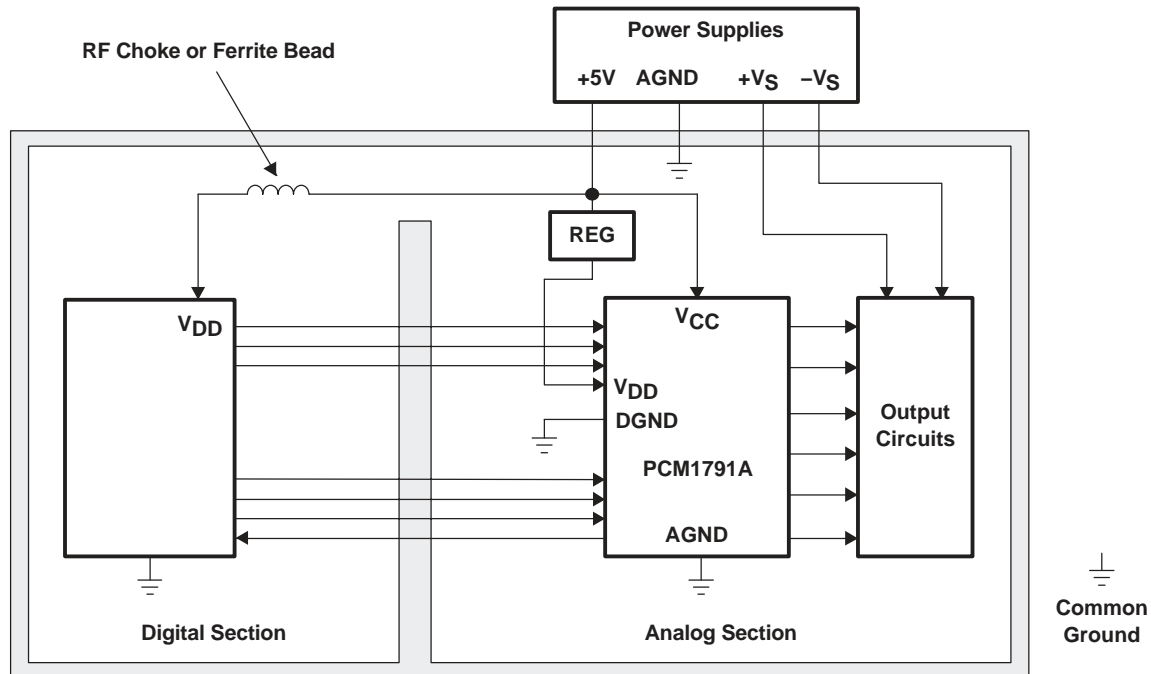 Power Supplies
RF Choke or Ferrite Bead
+5V AGND +VS –VS
REG
VDD
VCC
VDD
DGND
Output
Circuits
PCM1791A
AGND
Common
Ground
Digital Section
Analog Section